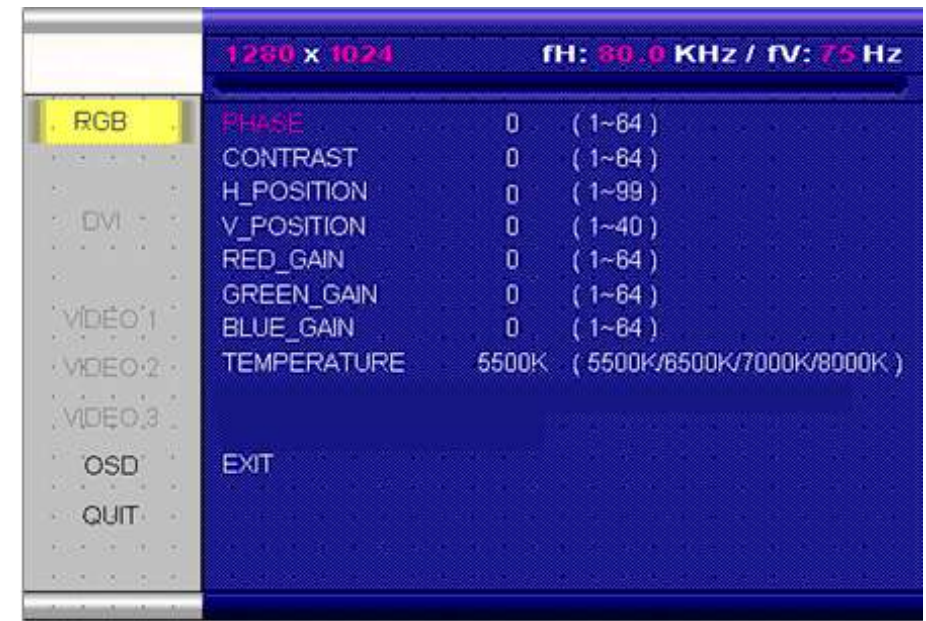 1280 x 1024 fH: 80.0 KHz / fV: 75 Hz
RGB
DVI
VIDEO 1
VIDEO 2
VIDEO 3
OSD
QUIT
PHASE 0 ( 1~64 )
CONTRAST 0 ( 1~64 )
H_POSITION 0 ( 1~99 )
V_POSITION 0 ( 1~40 )
RED_GAIN 0 ( 1~64 )
GREEN_GAIN 0 ( 1~64 )
BLUE_GAIN 0 ( 1~64 )
TEMPERATURE 5500K ( 5500K/6500K/7000K/8000K )
EXIT